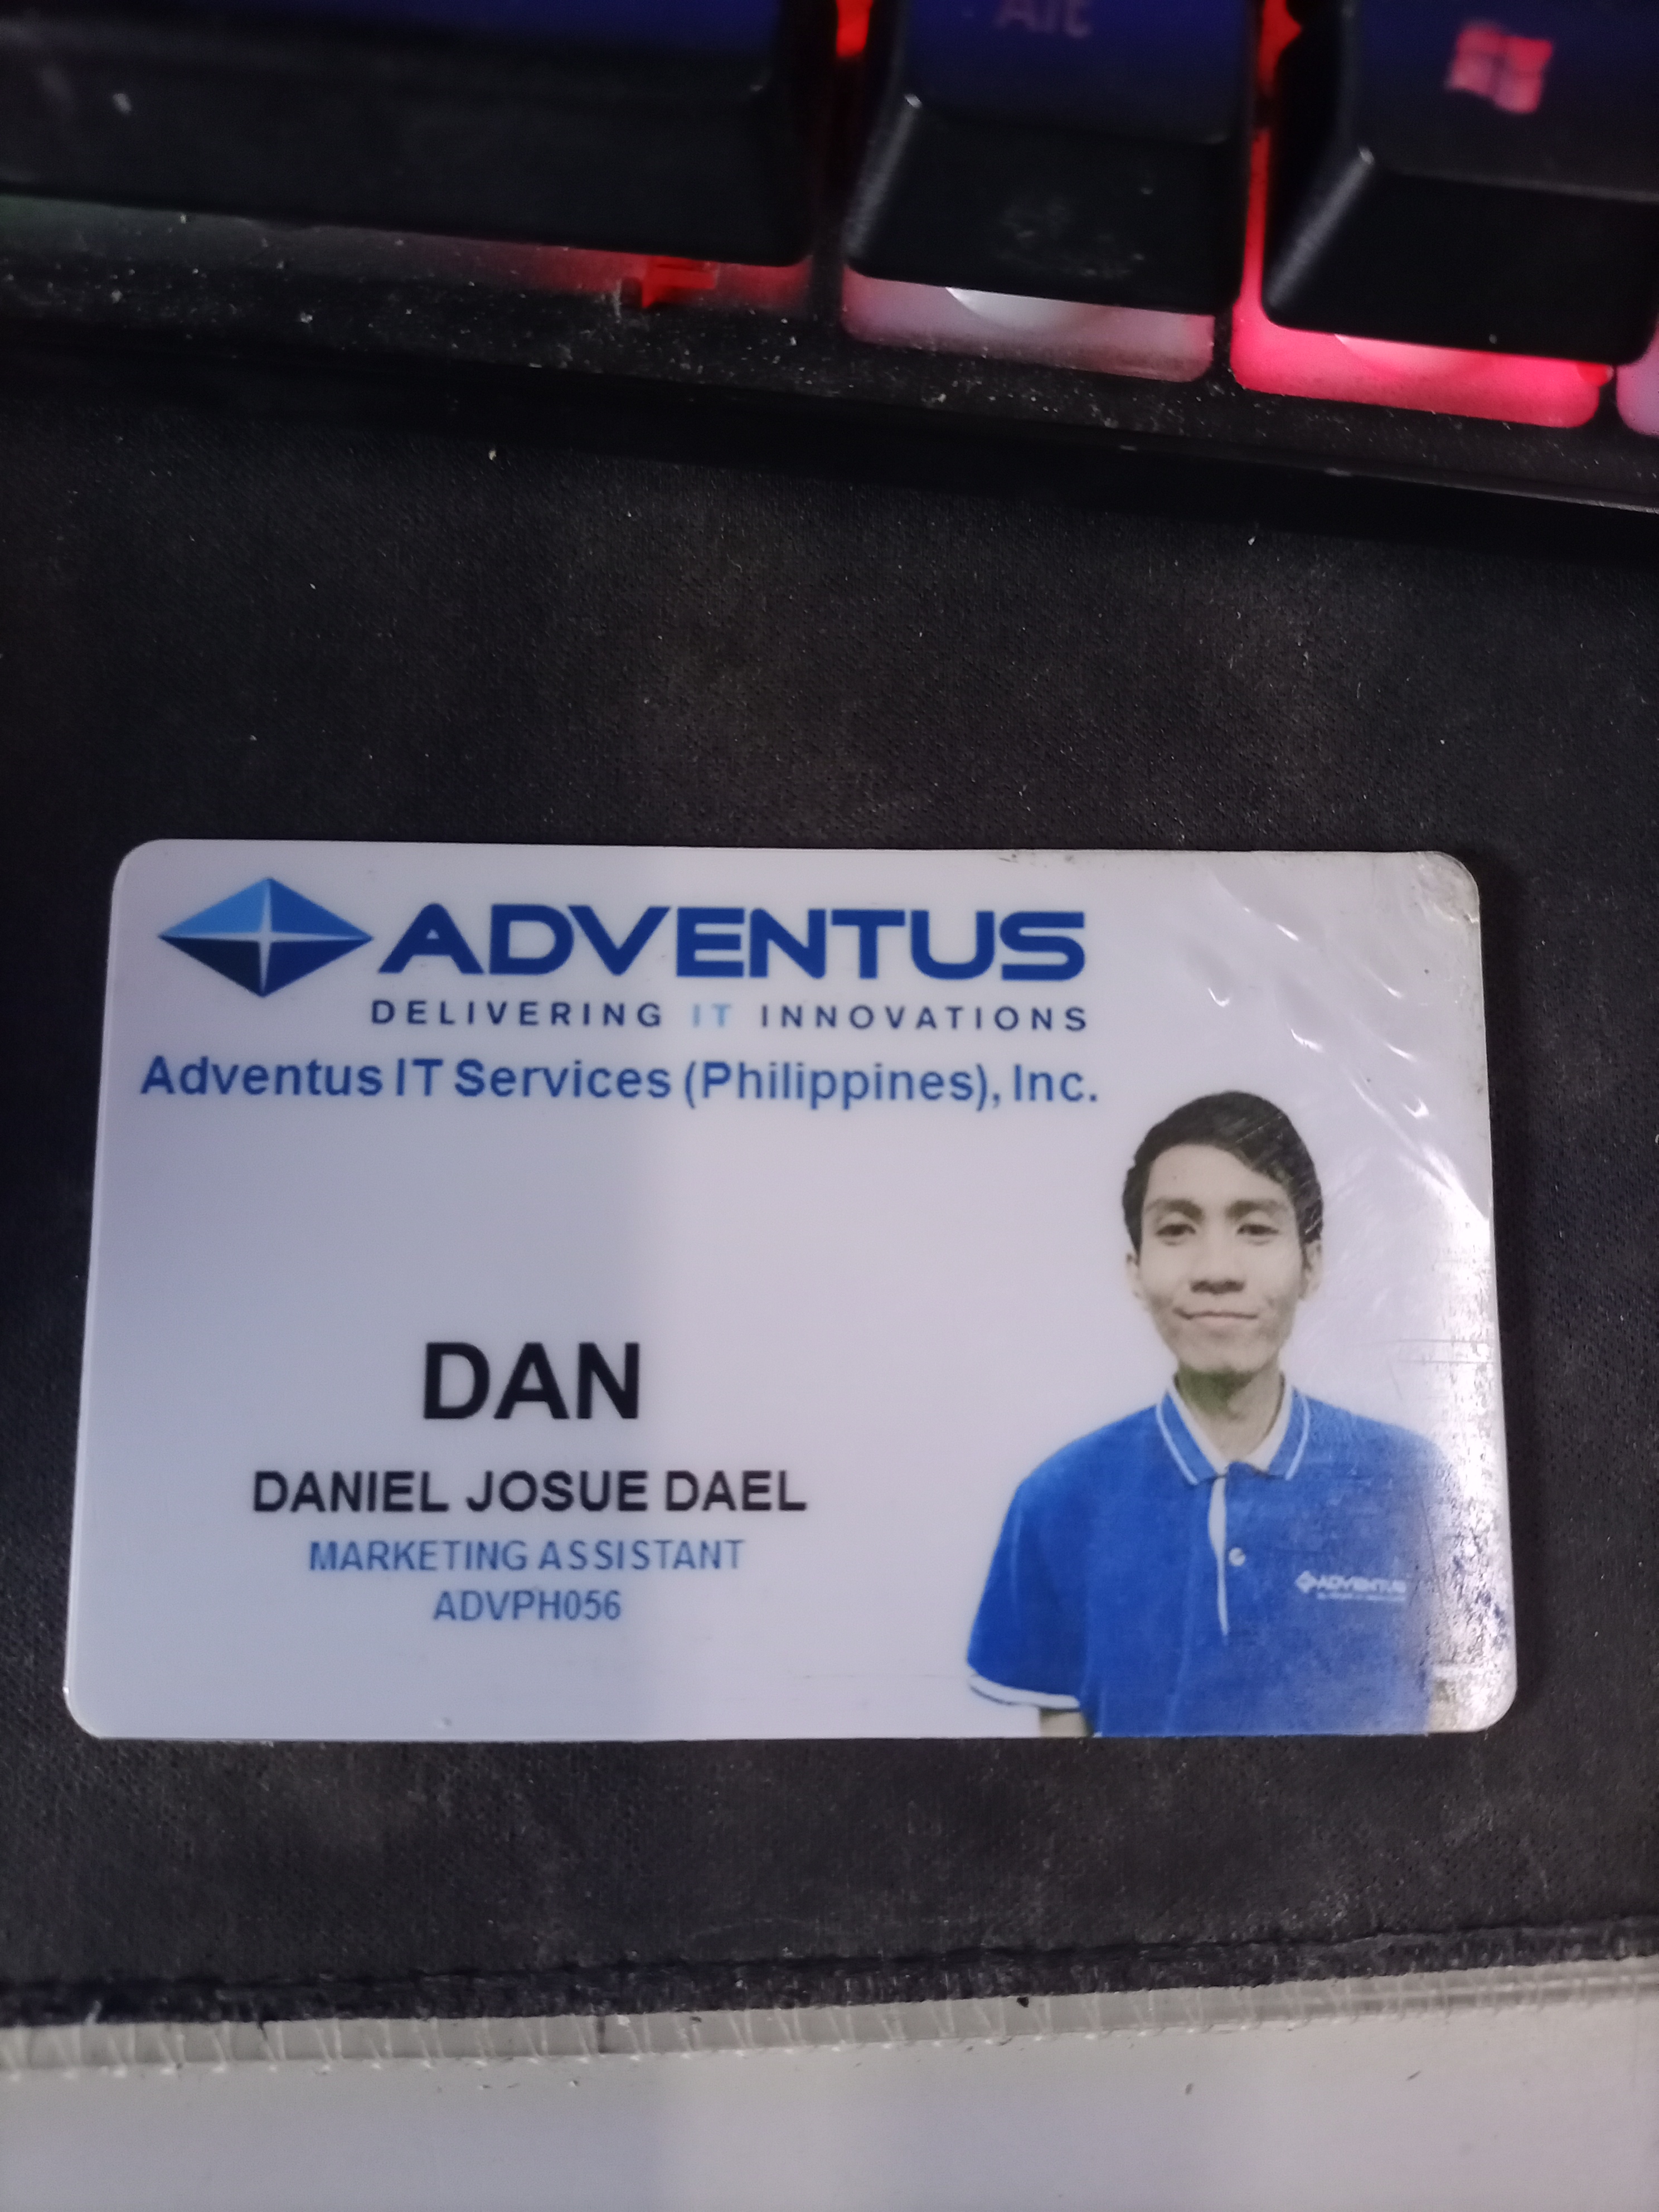 Alt
ADVENTUS
DELIVERING IT INNOVATIONS
Adventus IT Services (Philippines), Inc.
DAN
DANIEL JOSUE DAEL
MARKETING ASSISTANT
ADVPH056
ADVENTUS